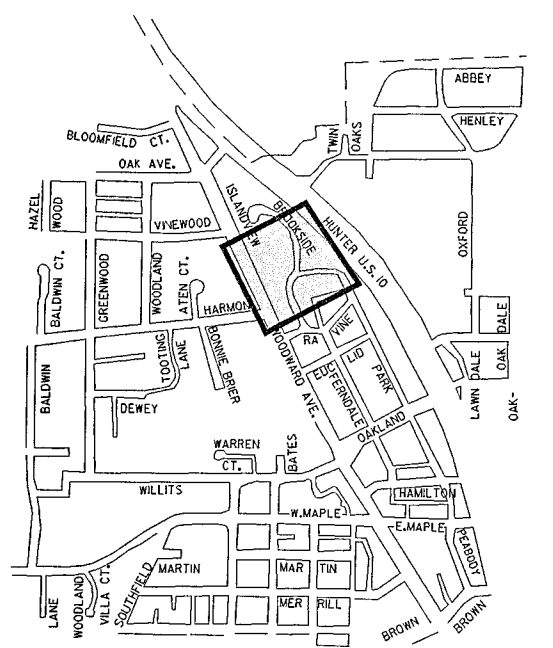 ABBEY
HENLEY
TWIN
OAKS
BLOOMFIELD CT.
OAK AVE.
HAZEL
WOOD
ISLANDVIEW
BROOKSIDE
VINEWOOD
HUNTER U.S. 10
OXFORD
BALDWIN CT.
GREENWOOD
WOODLAND
ATEN CT.
HARMON
TOOTING
LANE
BONNIE BRIER
WOODWARD AVE.
RA
VINE
EUC
LID
FERNDALE
PARK
DALE
OAK
LAWN DALE
OAK-
BALDWIN
DEWEY
OAKLAND
WARREN
CT.
BATES
WILLITS
HAMILTON
W.MAPLE
E.MAPLE
PEABODY
MARTIN
MAR TIN
MER RILL
SOUTHFIELD
LANE
WOODLAND
VILLA CT.
BROWN
BROWN